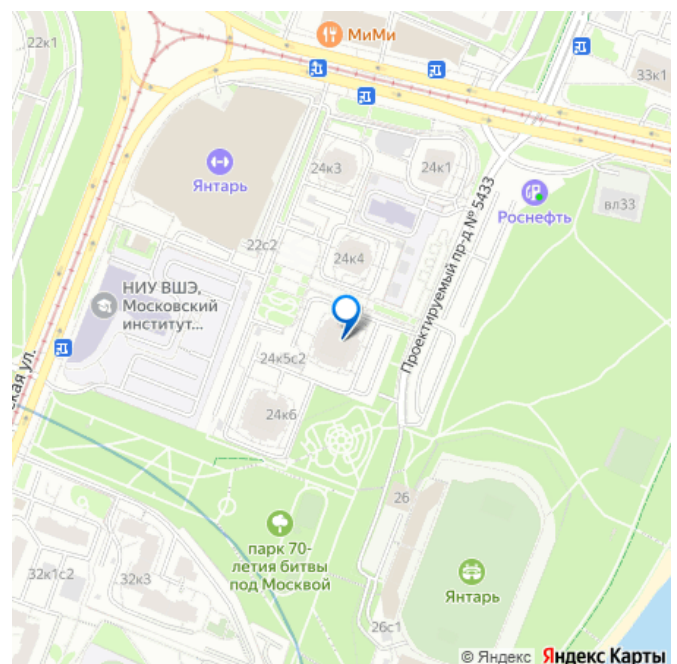 22к1
МиМи
33к1
24к3
24к1
Янтарь
Роснефть
вл33
22с2
24к4
Проектируемый пр-д № 5433
НИУ ВШЭ,
Московский
институт...
24к5с2
ская ул.
24к6
26
парк 70-
летия битвы
под Москвой
32к1с2
32к3
Янтарь
26с1
© Яндекс Яндекс Карты